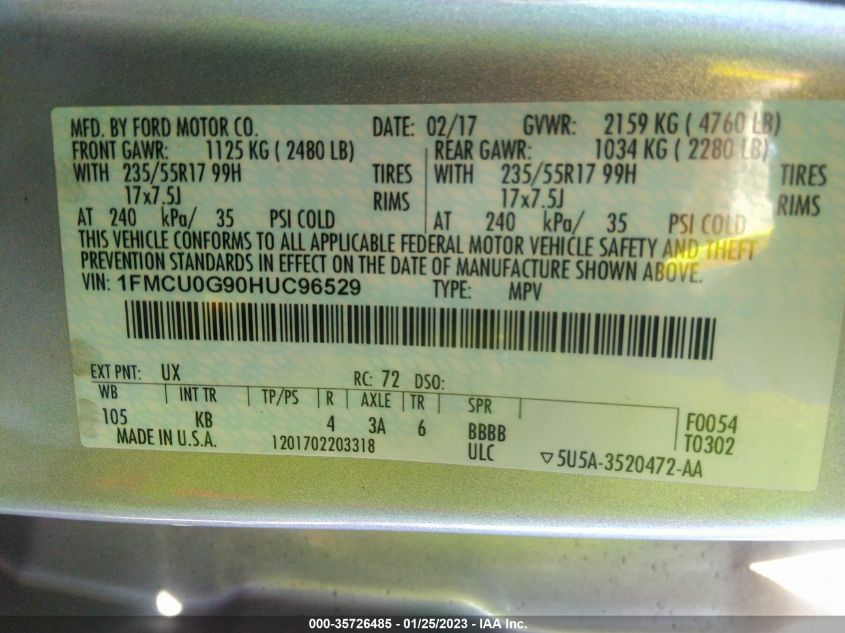 MFD. BY FORD MOTOR CO. DATE: 02/17 GVWR: 2159 KG ( 4760 LB)
FRONT GAWR: 1125 KG ( 2480 LB) REAR GAWR: 1034 KG ( 2280 LB)
WITH 235/55R17 99H TIRES WITH 235/55R17 99H TIRES
17x7.5J RIMS 17x7.5J RIMS
AT 240 kPa/ 35 PSI COLD AT 240 kPa/ 35 PSI COLD
THIS VEHICLE CONFORMS TO ALL APPLICABLE FEDERAL MOTOR VEHICLE SAFETY AND THEFT
PREVENTION STANDARDS IN EFFECT ON THE DATE OF MANUFACTURE SHOWN ABOVE.
VIN: 1FMCU0G90HUC96529 TYPE: MPV
EXT PNT: UX RC: 72 DSO:
WB INT TR TP/PS R AXLE TR SPR
105 KB 4 3A 6 BBBB F0054
MADE IN U.S.A. 1201702203318 ULC T0302
▽5U5A-3520472-AA
000-35726485 - 01/25/2023 - IAA Inc.